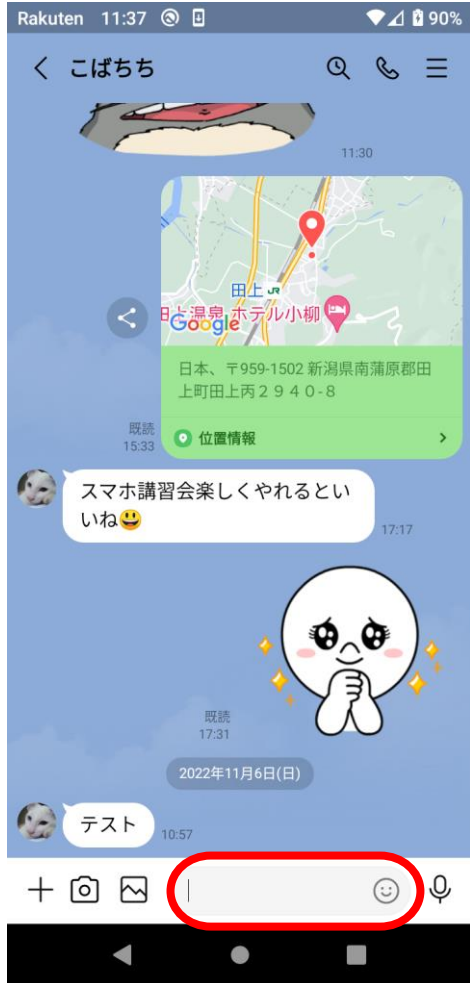 Rakuten 11:37 90%
こばちち
11:30
田上 JR
田上温泉 ホテル小柳
Google
日本、〒959-1502 新潟県南蒲原郡田
上町田上丙２９４０-８
既読
15:33
位置情報
スマホ講習会楽しくやれるとい
いね😃
17:17
既読
17:31
2022年11月6日(日)
テスト
10:57